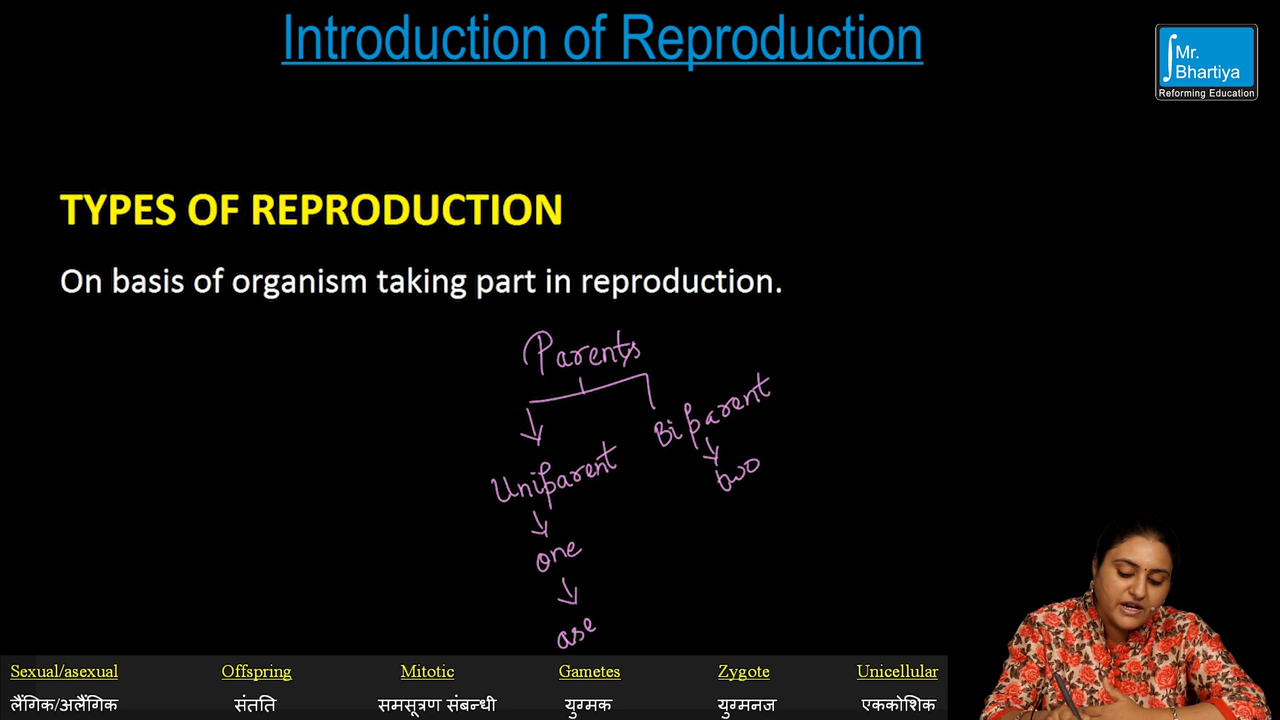 Introduction of Reproduction
Mr.
Bhartiya
Reforming Education
TYPES OF REPRODUCTION
On basis of organism taking part in reproduction.
Parents
Biparent
two
Uniparent
one
ase
Sexual/asexual Offspring Mitotic Gametes Zygote Unicellular
लैंगिक/अलैंगिक संतति समसूत्रण संबन्धी युग्मक युग्मनज एककोशिक